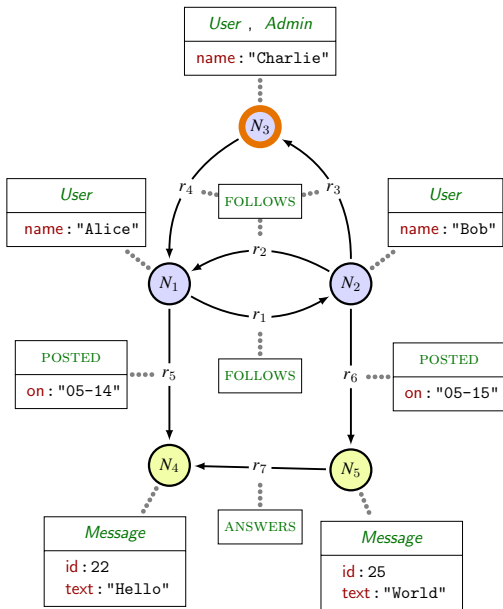 User , Admin
name : "Charlie"
N3
r4
r3
FOLLOWS
User
name : "Alice"
User
name : "Bob"
r2
N1
N2
r1
POSTED
on : "05-14"
r5
FOLLOWS
r6
POSTED
on : "05-15"
N4
r7
N5
ANSWERS
Message
id : 22
text : "Hello"
Message
id : 25
text : "World"